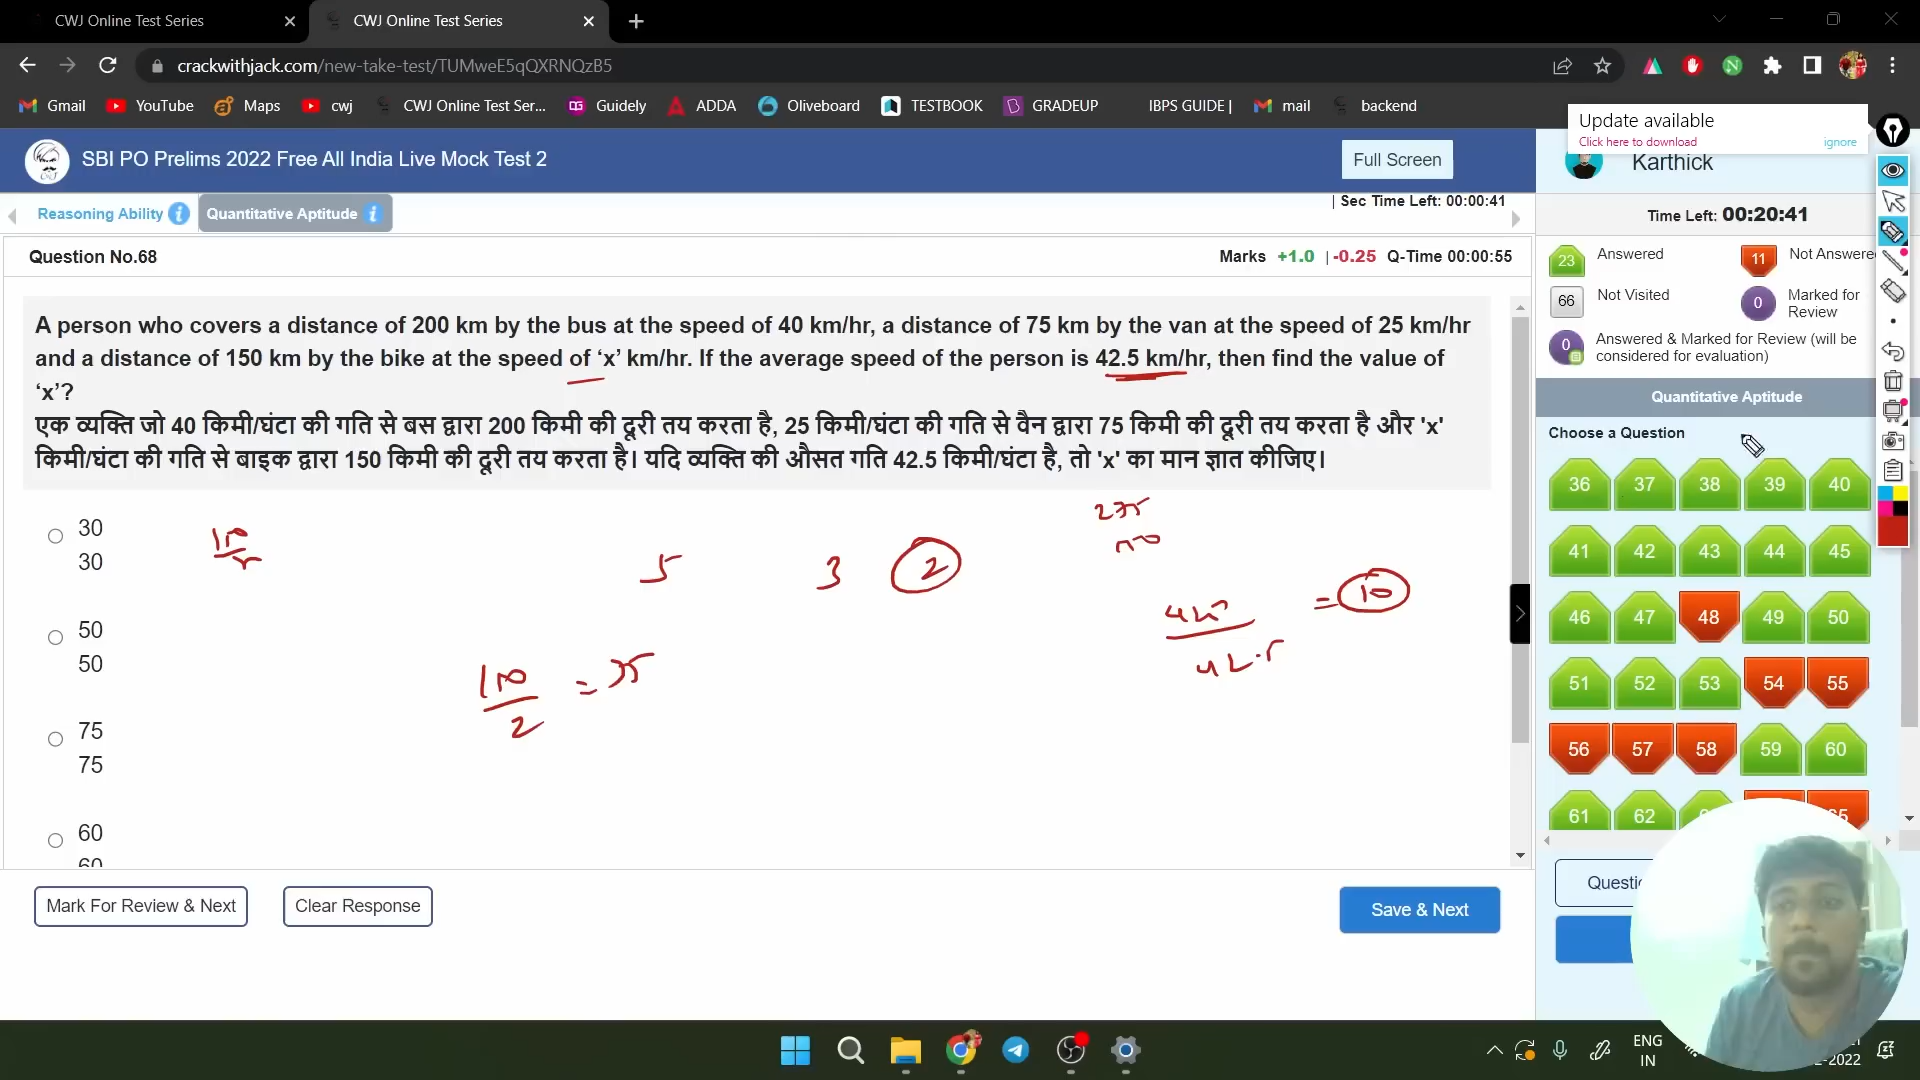 CWJ Online Test Series
CWJ Online Test Series
crackwithjack.com/new-take-test/TUMweE5qQXRNQzB5
Gmail YouTube Maps cwj CWJ Online Test Ser... Guidely ADDA Oliveboard TESTBOOK GRADEUP IBPS GUIDE | mail backend
Update available
Click here to download ignore
SBI PO Prelims 2022 Free All India Live Mock Test 2
Full Screen
Karthick
Reasoning Ability i Quantitative Aptitude i
| Sec Time Left: 00:00:41
Time Left: 00:20:41
Question No.68
Marks +1.0 | -0.25 Q-Time 00:00:55
23 Answered
11 Not Answere
66 Not Visited
0 Marked for Review
0 Answered & Marked for Review (will be considered for evaluation)
A person who covers a distance of 200 km by the bus at the speed of 40 km/hr, a distance of 75 km by the van at the speed of 25 km/hr
and a distance of 150 km by the bike at the speed of ‘x’ km/hr. If the average speed of the person is 42.5 km/hr, then find the value of
‘x’?
एक व्यक्ति जो 40 किमी/घंटा की गति से बस द्वारा 200 किमी की दूरी तय करता है, 25 किमी/घंटा की गति से वैन द्वारा 75 किमी की दूरी तय करता है और 'x'
किमी/घंटा की गति से बाइक द्वारा 150 किमी की दूरी तय करता है। यदि व्यक्ति की औसत गति 42.5 किमी/घंटा है, तो 'x' का मान ज्ञात कीजिए।
Quantitative Aptitude
Choose a Question
36 37 38 39 40
41 42 43 44 45
46 47 48 49 50
51 52 53 54 55
56 57 58 59 60
61 62
30
30
50
50
75
75
60
60
275
5 3 2
= 10
42.5
2
= 75
Mark For Review & Next
Clear Response
Save & Next
ENG
IN